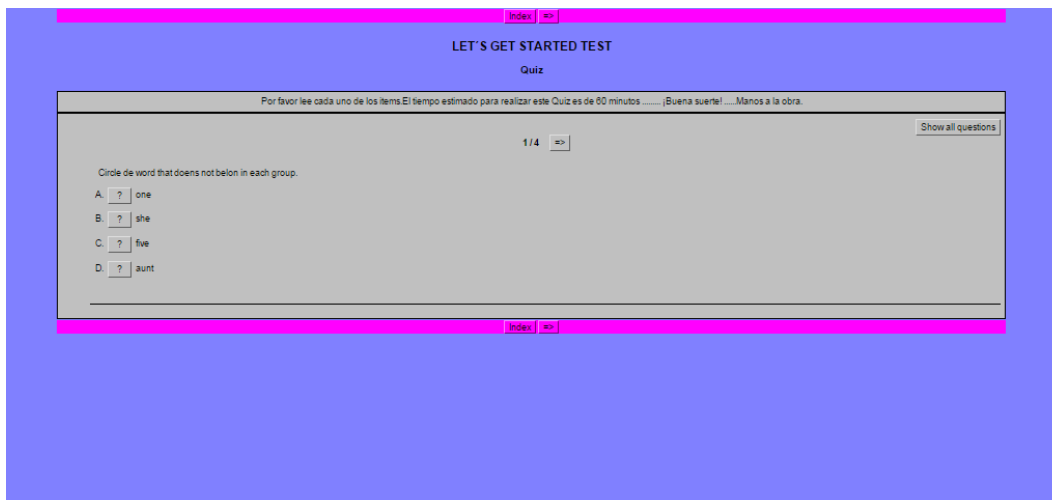 Index =>
LET´S GET STARTED TEST
Quiz
Por favor lee cada uno de los items.El tiempo estimado para realizar este Quiz es de 60 minutos ........ ¡Buena suerte! .....Manos a la obra.
Show all questions
1 / 4 =>
Circle de word that doens not belon in each group.
A. ? one
B. ? she
C. ? five
D. ? aunt
Index =>